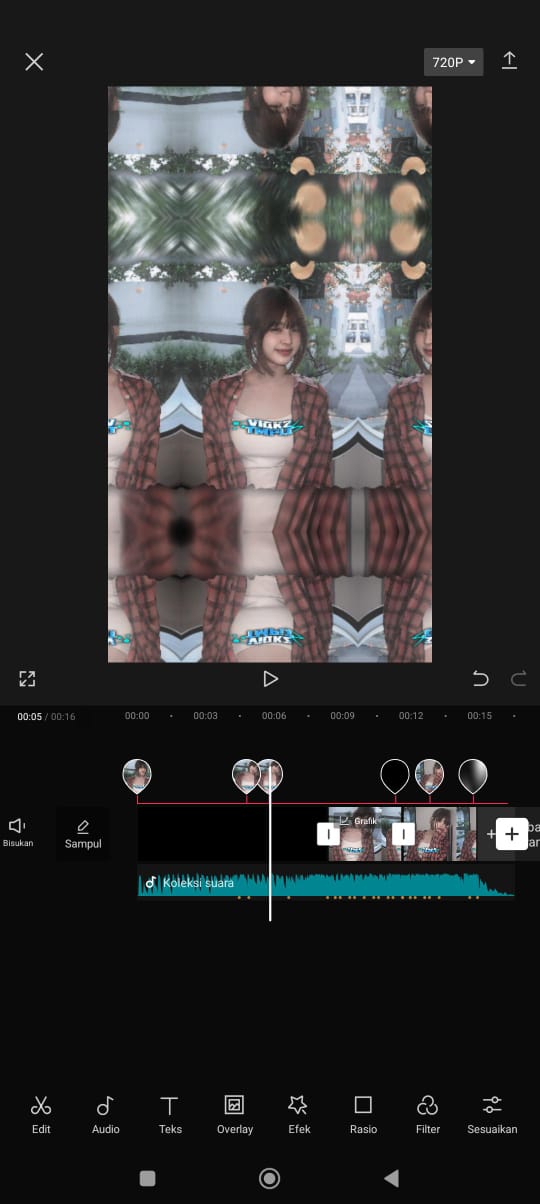 720P
VIGKZ
TMPLT
00:05 / 00:16
00:00
00:03
00:06
00:09
00:12
00:15
Bisukan
Sampul
Grafik
Koleksi suara
Edit
Audio
Teks
Overlay
Efek
Rasio
Filter
Sesuaikan